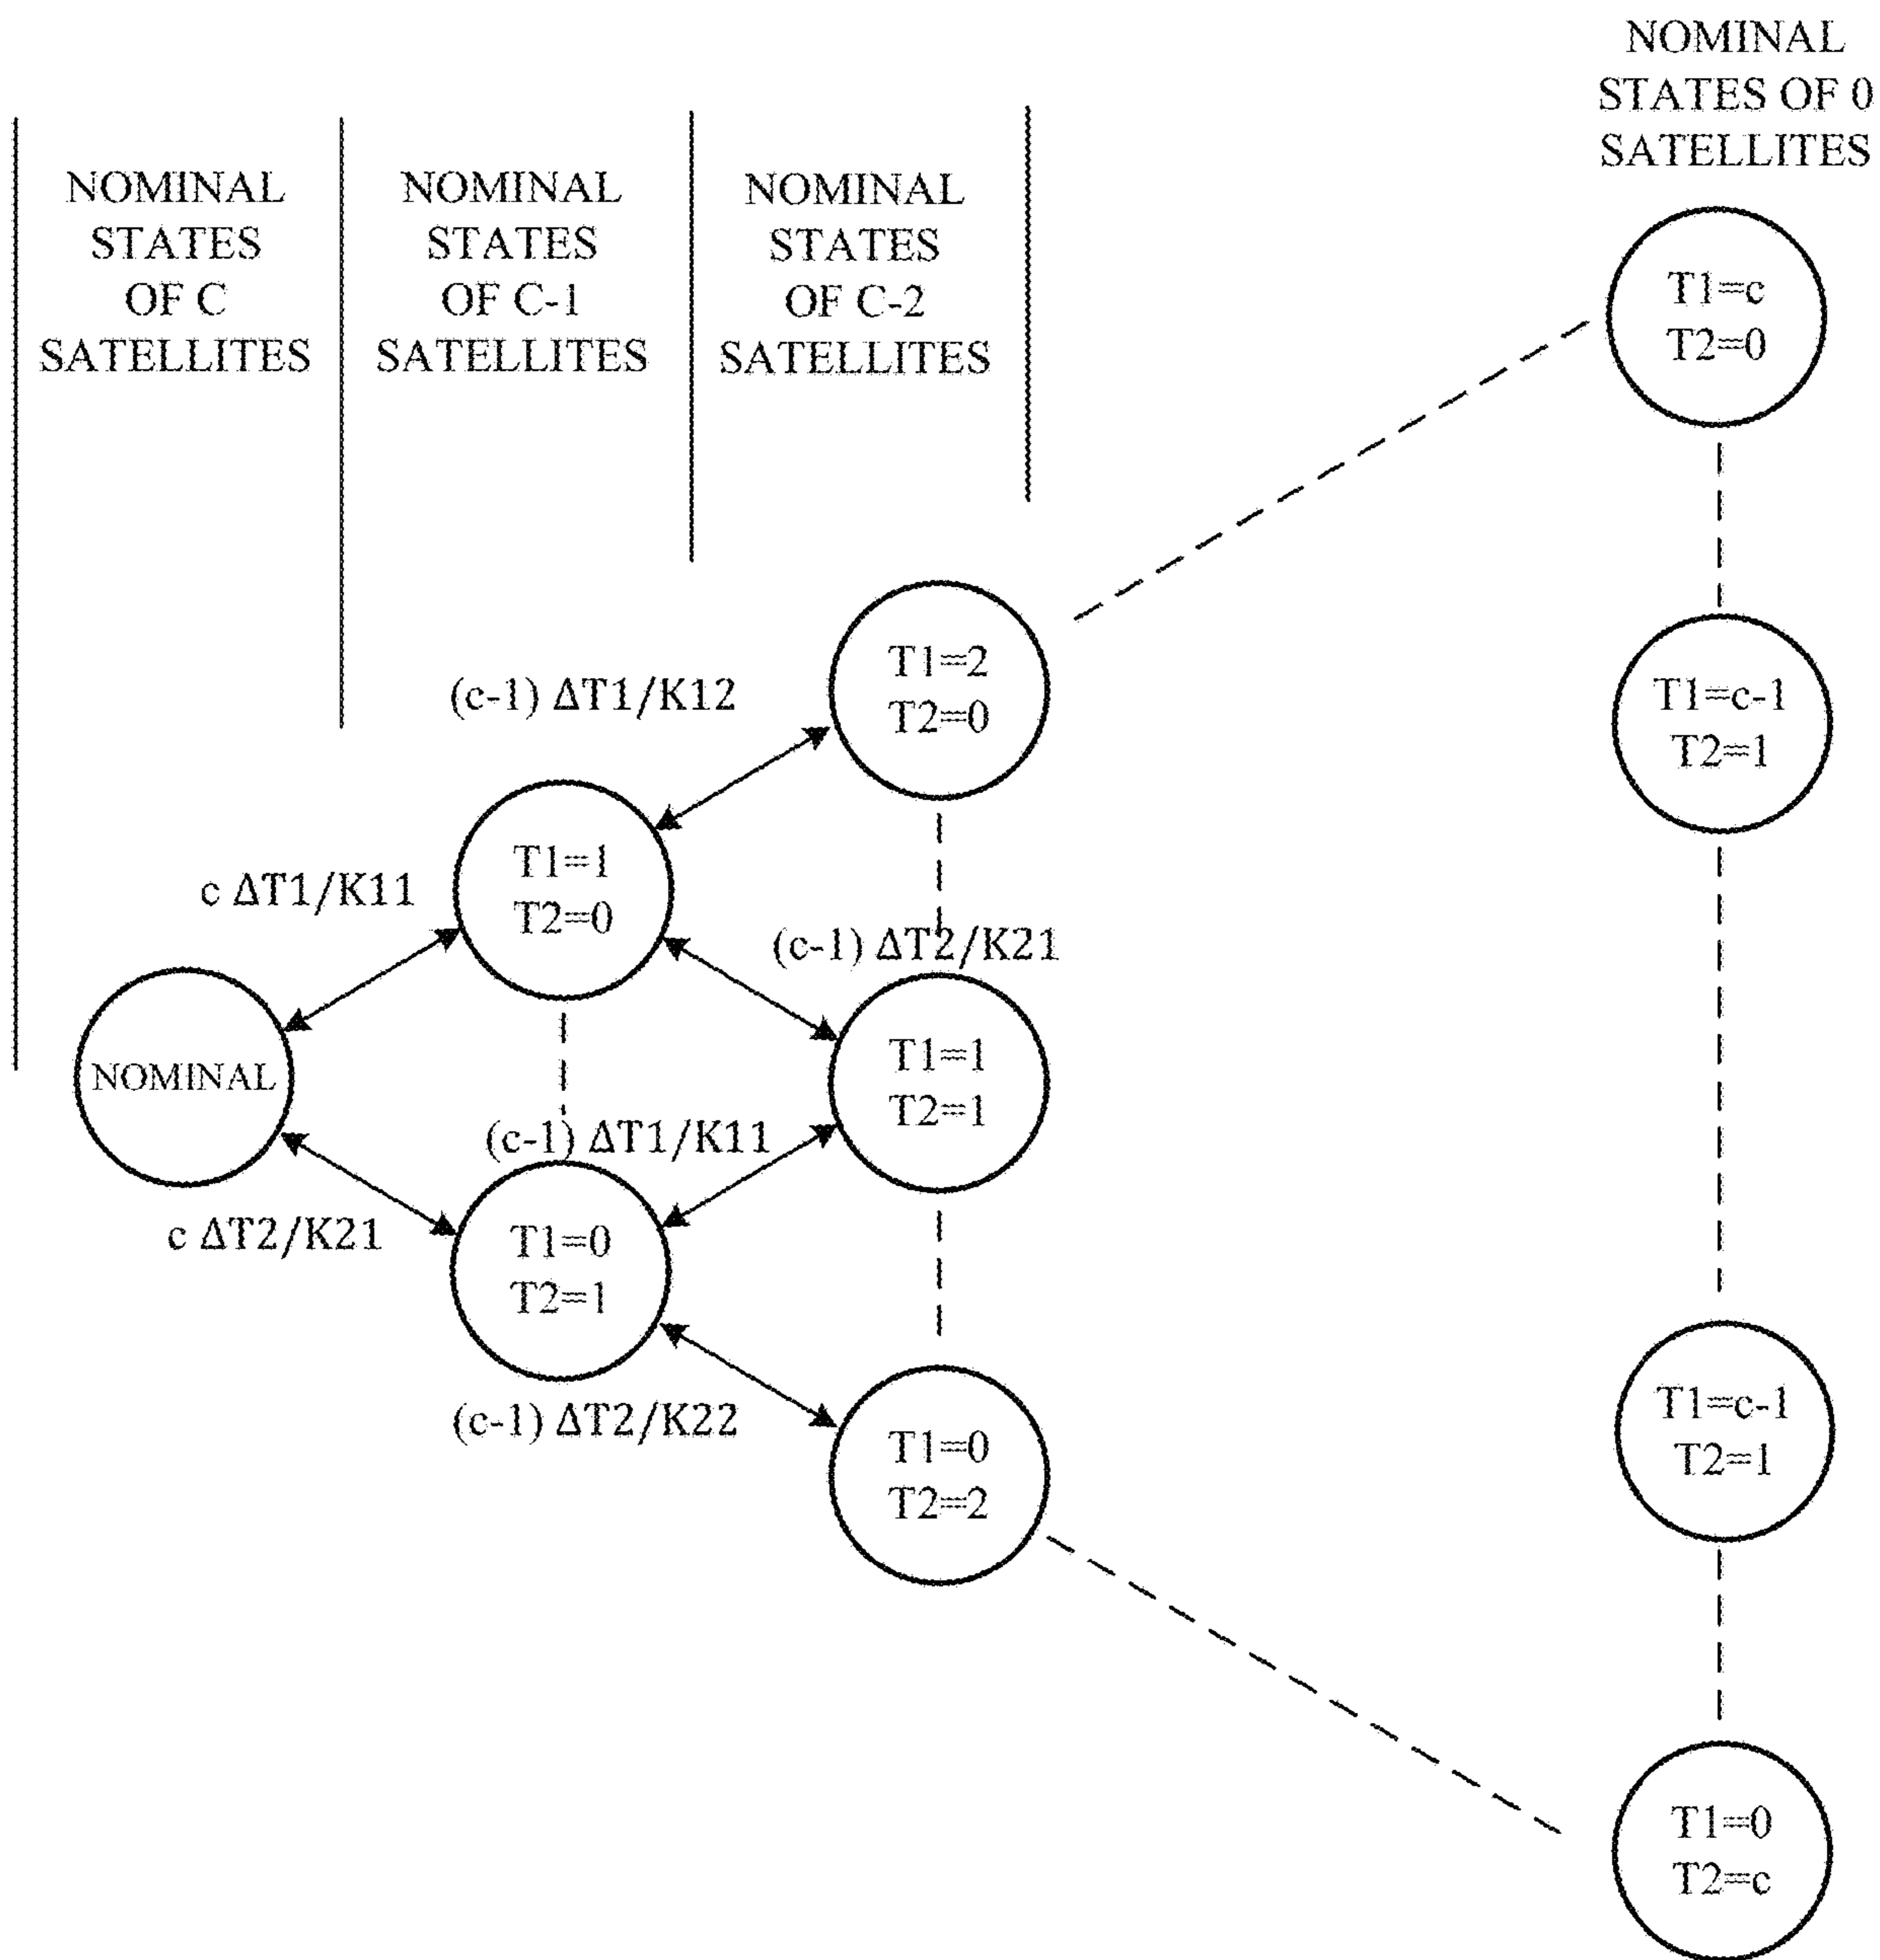 NOMINAL
STATES OF 0
SATELLITES
NOMINAL
STATES
OF C
SATELLITES
NOMINAL
STATES
OF C-1
SATELLITES
NOMINAL
STATES
OF C-2
SATELLITES
T1=c
T2=0
T1=2
T2=0
(c-1) ΔT1/K12
T1=c-1
T2=1
T1=1
T2=0
c ΔT1/K11
(c-1) ΔT2/K21
NOMINAL
T1=1
T2=1
(c-1) ΔT1/K11
c ΔT2/K21
T1=0
T2=1
(c-1) ΔT2/K22
T1=0
T2=2
T1=c-1
T2=1
T1=0
T2=c